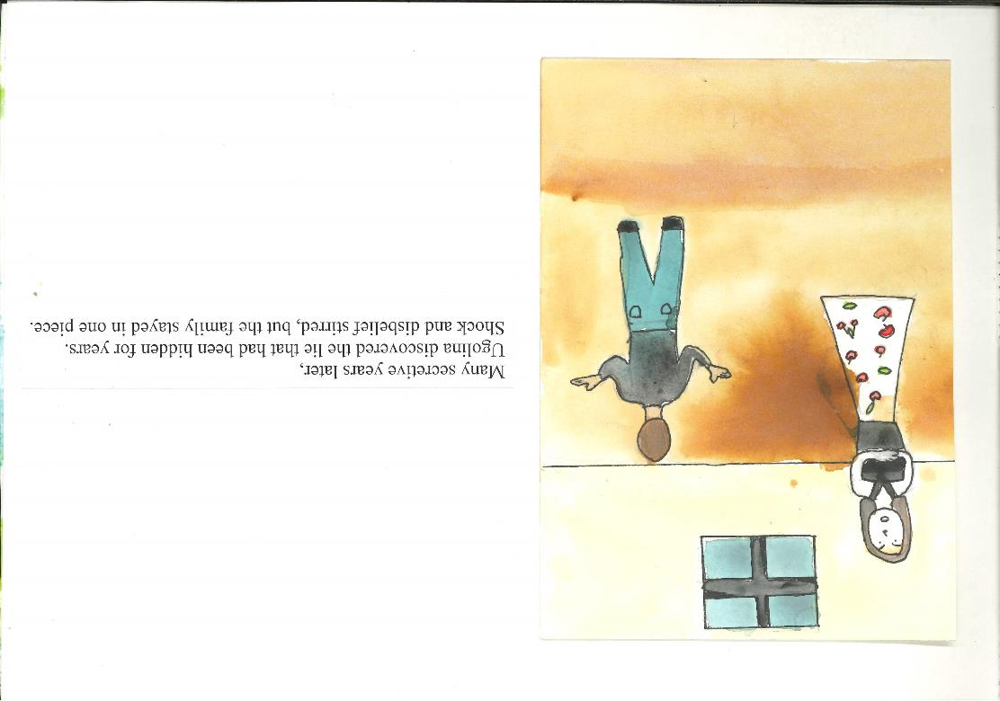 Many secretive years later,
Ugolina discovered the lie that had been hidden for years.
Shock and disbelief stirred, but the family stayed in one piece.